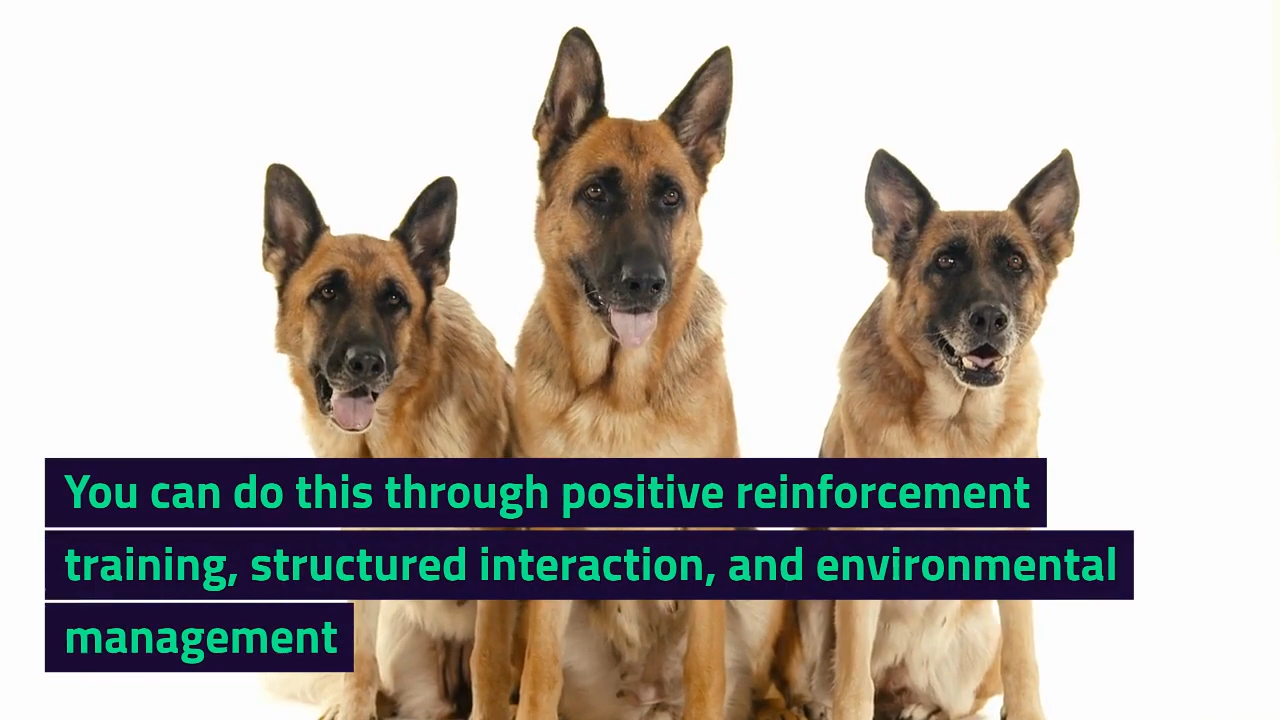 You can do this through positive reinforcement
training, structured interaction, and environmental
management